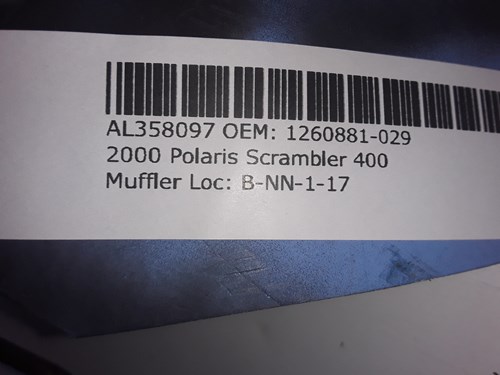 AL358097 OEM: 1260881-029
2000 Polaris Scrambler 400
Muffler Loc: B-NN-1-17